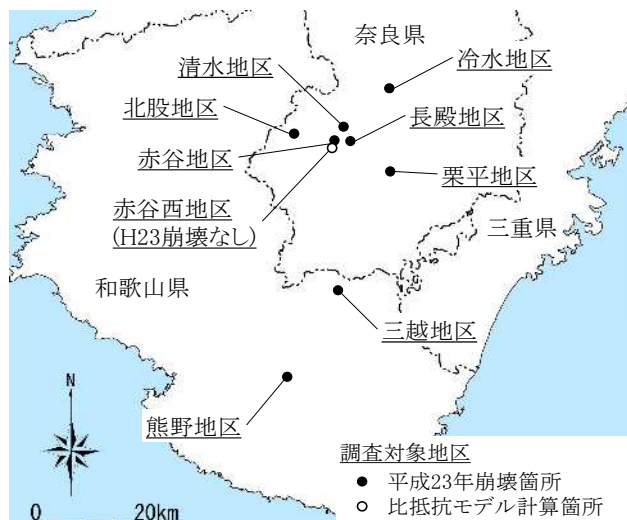 奈良県
冷水地区
清水地区
北股地区
長殿地区
赤谷地区
栗平地区
赤谷西地区
(H23崩壊なし)
三重県
和歌山県
三越地区
熊野地区
N
0 20km
調査対象地区
● 平成23年崩壊箇所
○ 比抵抗モデル計算箇所